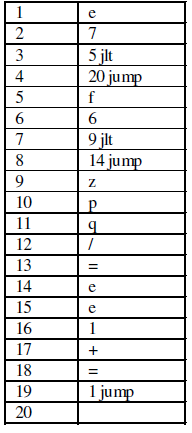 1 e
2 7
3 5 jlt
4 20 jump
5 f
6 6
7 9 jlt
8 14 jump
9 z
10 p
11 q
12 /
13 =
14 e
15 e
16 1
17 +
18 =
19 1 jump
20